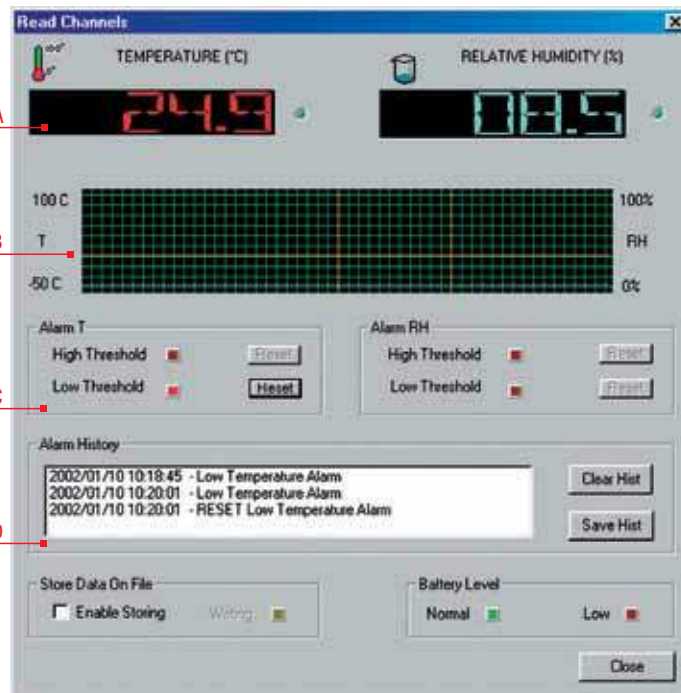 Read Channels
TEMPERATURE (°C)
RELATIVE HUMIDITY (%)
24.9
08.5
A
100 C
100%
B
T
RH
-50 C
0%
Alarm T
Alarm RH
High Threshold
Reset
High Threshold
Reset
Low Threshold
Reset
Low Threshold
Reset
C
Alarm History
2002/01/10 10:18:45 - Low Temperature Alarm
2002/01/10 10:20:01 - Low Temperature Alarm
2002/01/10 10:20:01 - RESET Low Temperature Alarm
Clear Hist
Save Hist
D
Store Data On File
Battery Level
Enable Storing
Writing
Normal
Low
Close